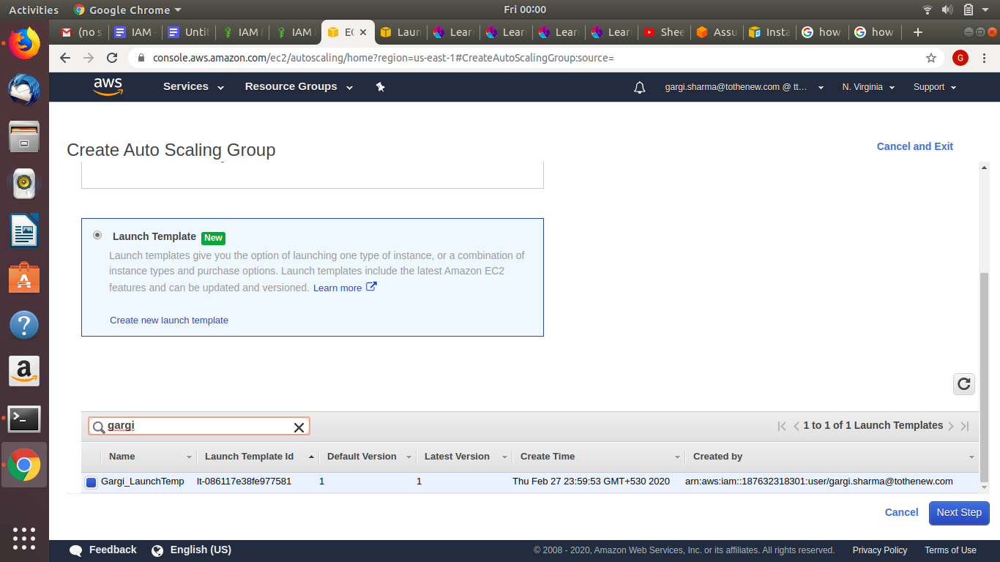 Activities Google Chrome Fri 00:00
(no s IAM - Untit IAM IAM EC Laun Lear Lear Lear Lear Shee Assu Insta how how
console.aws.amazon.com/ec2/autoscaling/home?region=us-east-1#CreateAutoScalingGroup:source= G
aws Services Resource Groups gargi.sharma@tothenew.com @ tt... N. Virginia Support
Create Auto Scaling Group Cancel and Exit
Launch Template New
Launch templates give you the option of launching one type of instance, or a combination of
instance types and purchase options. Launch templates include the latest Amazon EC2
features and can be updated and versioned. Learn more
Create new launch template
gargi 1 to 1 of 1 Launch Templates
Name Launch Template Id Default Version Latest Version Create Time Created by
Gargi_LaunchTemp lt-086117e38fe977581 1 1 Thu Feb 27 23:59:53 GMT+530 2020 arn:aws:iam::187632318301:user/gargi.sharma@tothenew.com
Cancel Next Step
Feedback English (US) © 2008 - 2020, Amazon Web Services, Inc. or its affiliates. All rights reserved. Privacy Policy Terms of Use